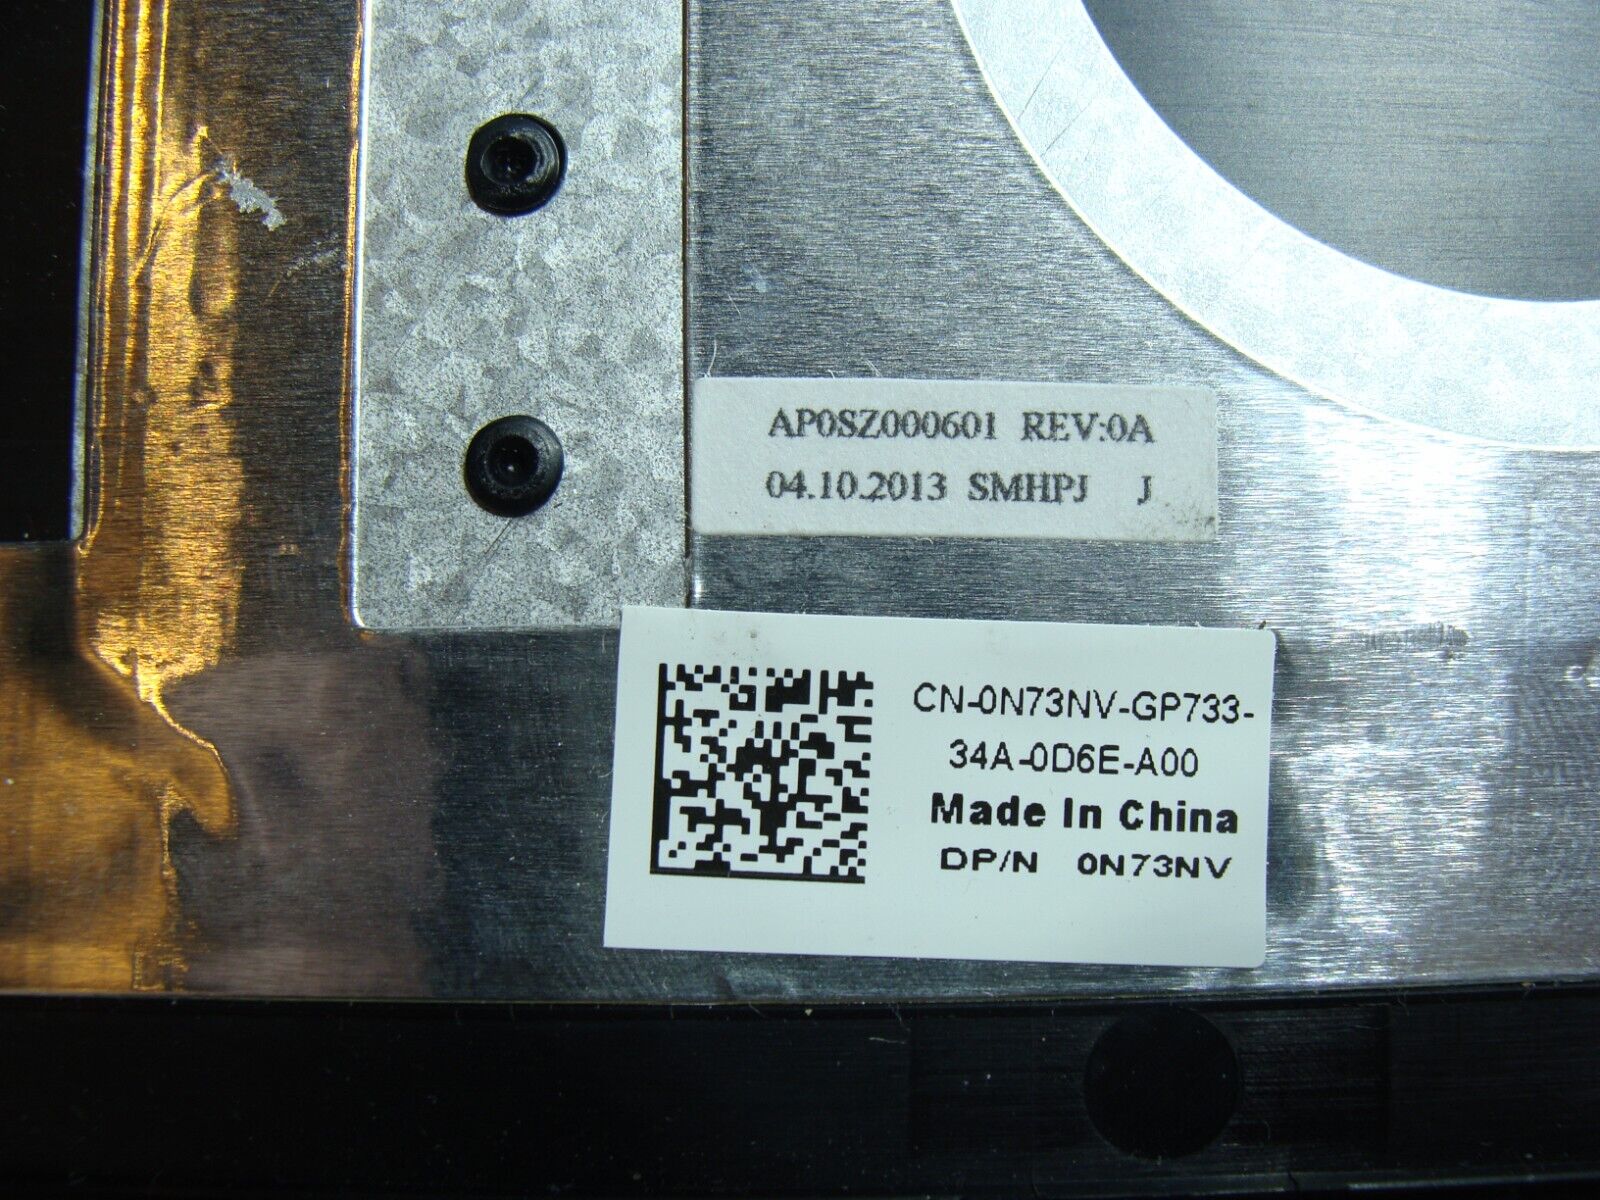 AP0SZ000601 REV:0A
04.10.2013 SMHPJ J
CN-0N73NV-GP733-
34A-0D6E-A00
Made In China
DP/N 0N73NV